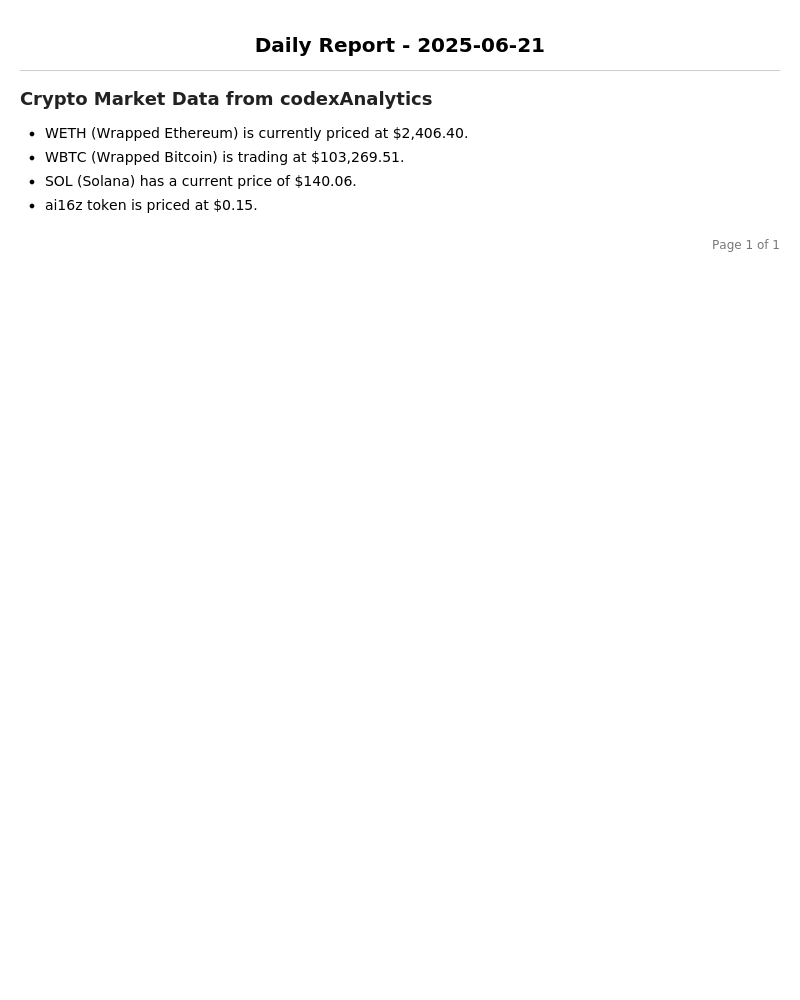 Daily Report - 2025-06-21
Crypto Market Data from codexAnalytics
• WETH (Wrapped Ethereum) is currently priced at $2,406.40.
• WBTC (Wrapped Bitcoin) is trading at $103,269.51.
• SOL (Solana) has a current price of $140.06.
• ai16z token is priced at $0.15.
Page 1 of 1